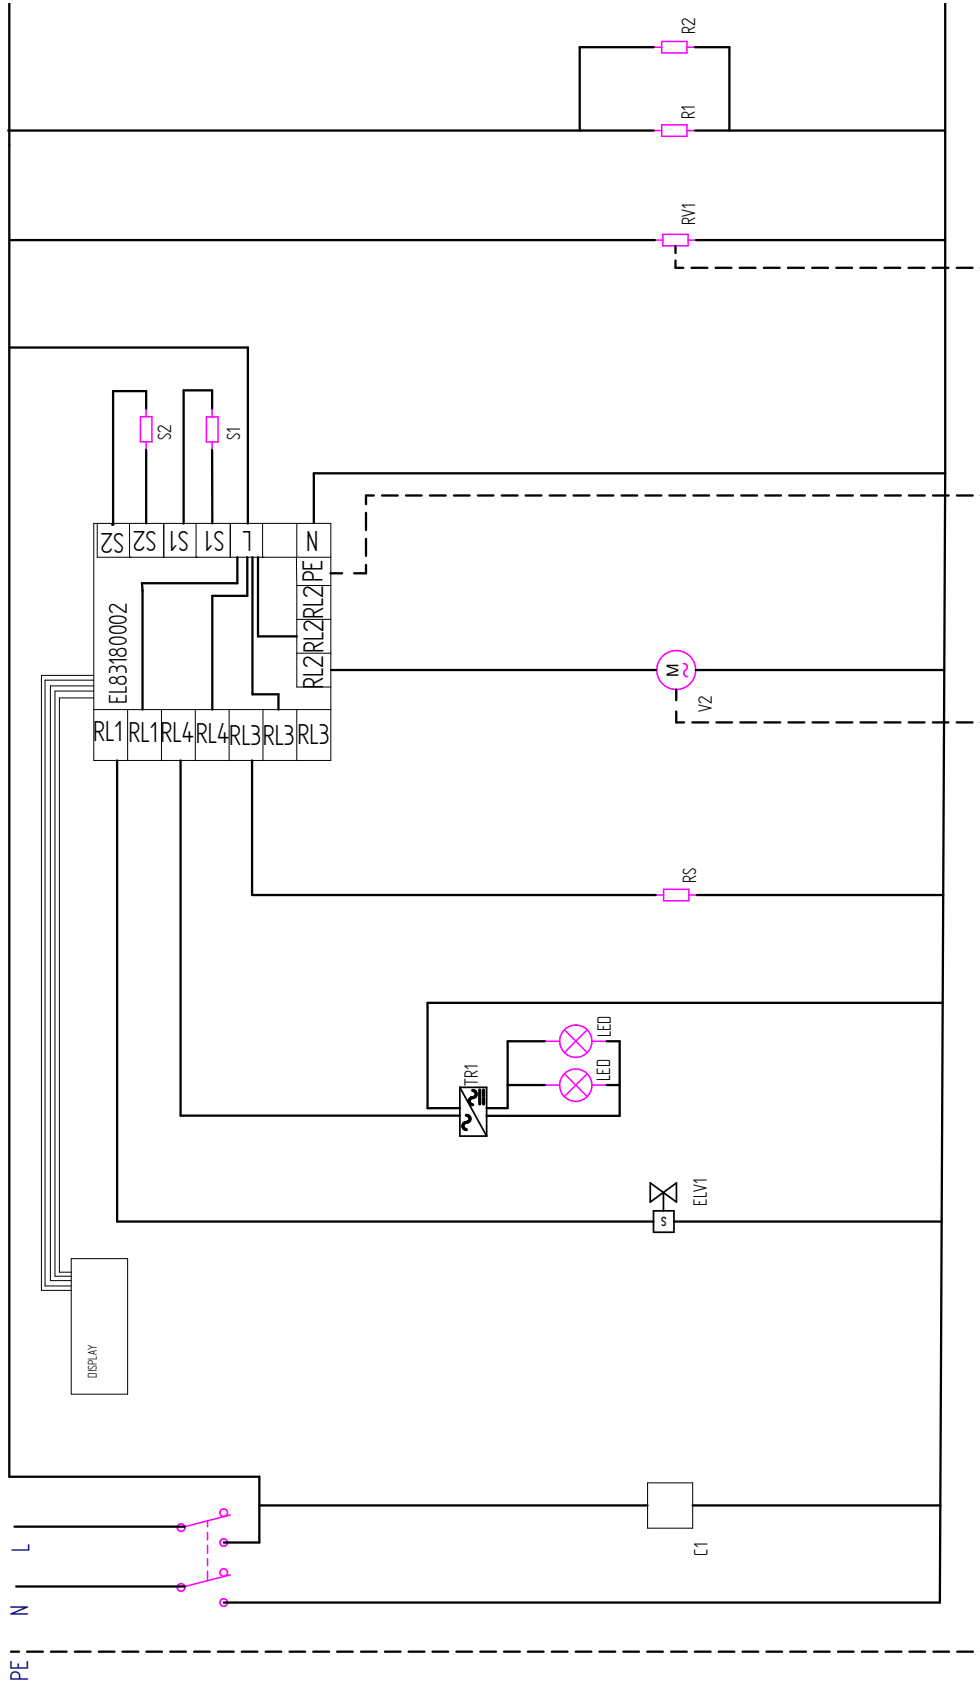 R2
R1
RV1
S2
S1
S2
S2
S1
S1
L
N
PE
RL2
RL2
RL2
EL83180002
RL1
RL1
RL4
RL4
RL3
RL3
RL3
M
V2
RS
LED
LED
TR1
ELV1
S
DISPLAY
C1
L
N
PE